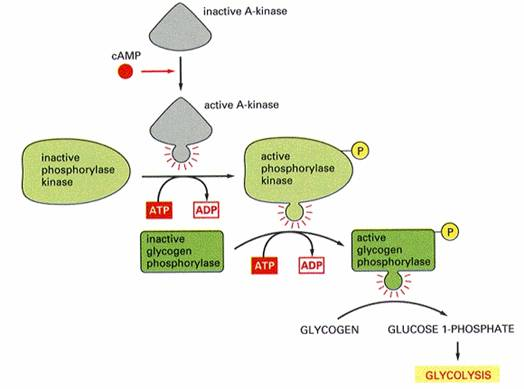 inactive A-kinase
cAMP
active A-kinase
inactive
phosphorylase
kinase
active
phosphorylase
kinase
P
ATP
ADP
inactive
glycogen
phosphorylase
ATP
ADP
active
glycogen
phosphorylase
P
GLYCOGEN
GLUCOSE 1-PHOSPHATE
GLYCOLYSIS